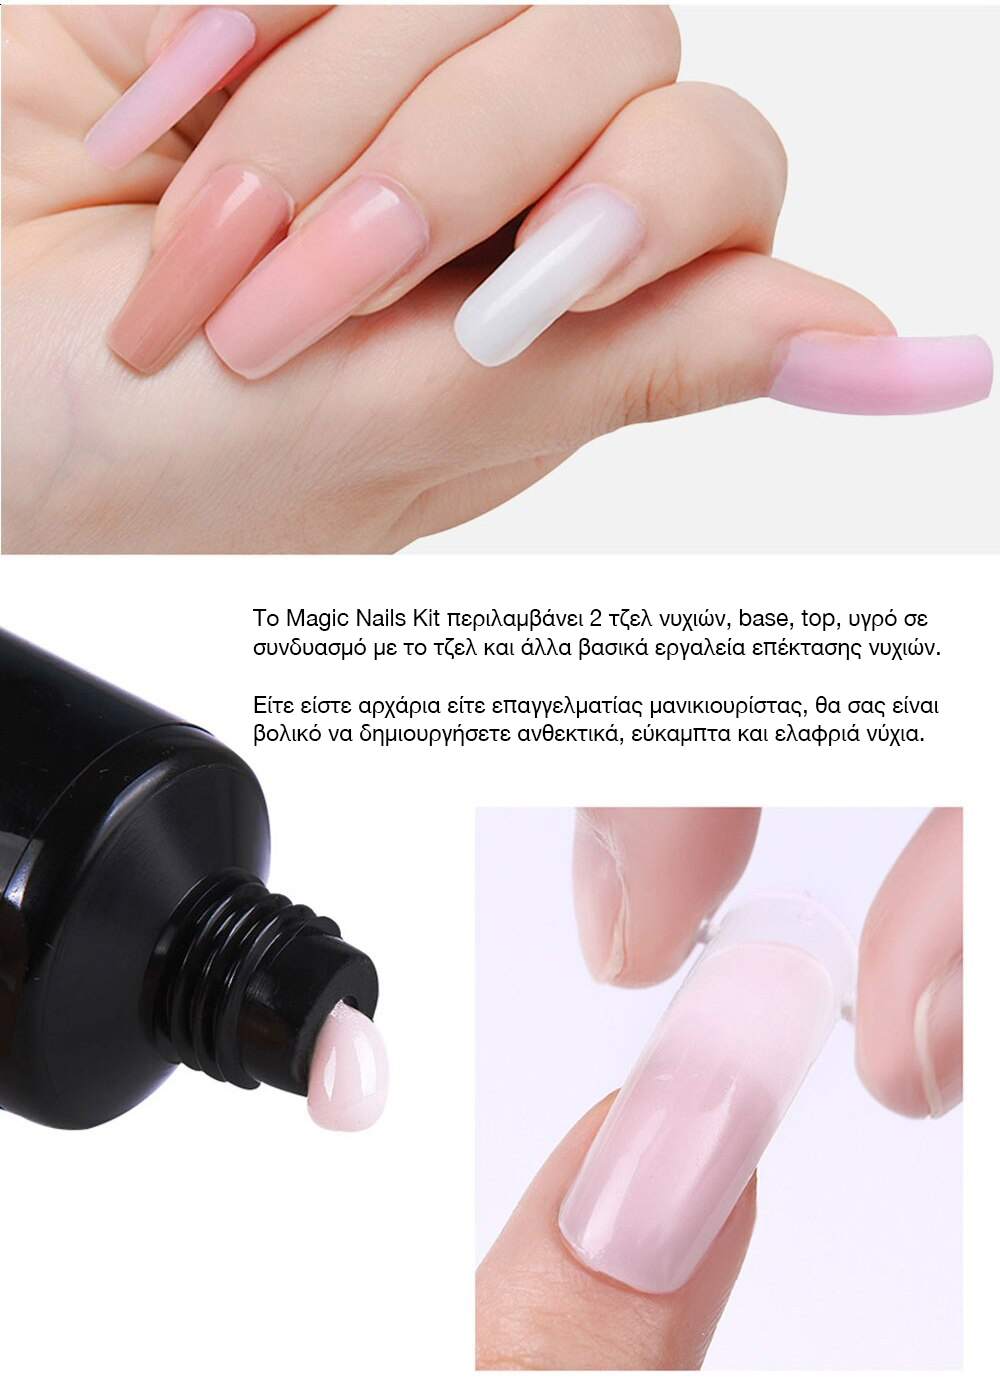 Το Magic Nails Kit περιλαμβάνει 2 τζελ νυχιών, base, top, υγρό σε
συνδυασμό με το τζελ και άλλα βασικά εργαλεία επέκτασης νυχιών.
Είτε είστε αρχάρια είτε επαγγελματίας μανικιουρίστας, θα σας είναι
βολικό να δημιουργήσετε ανθεκτικά, εύκαμπτα και ελαφριά νύχια.